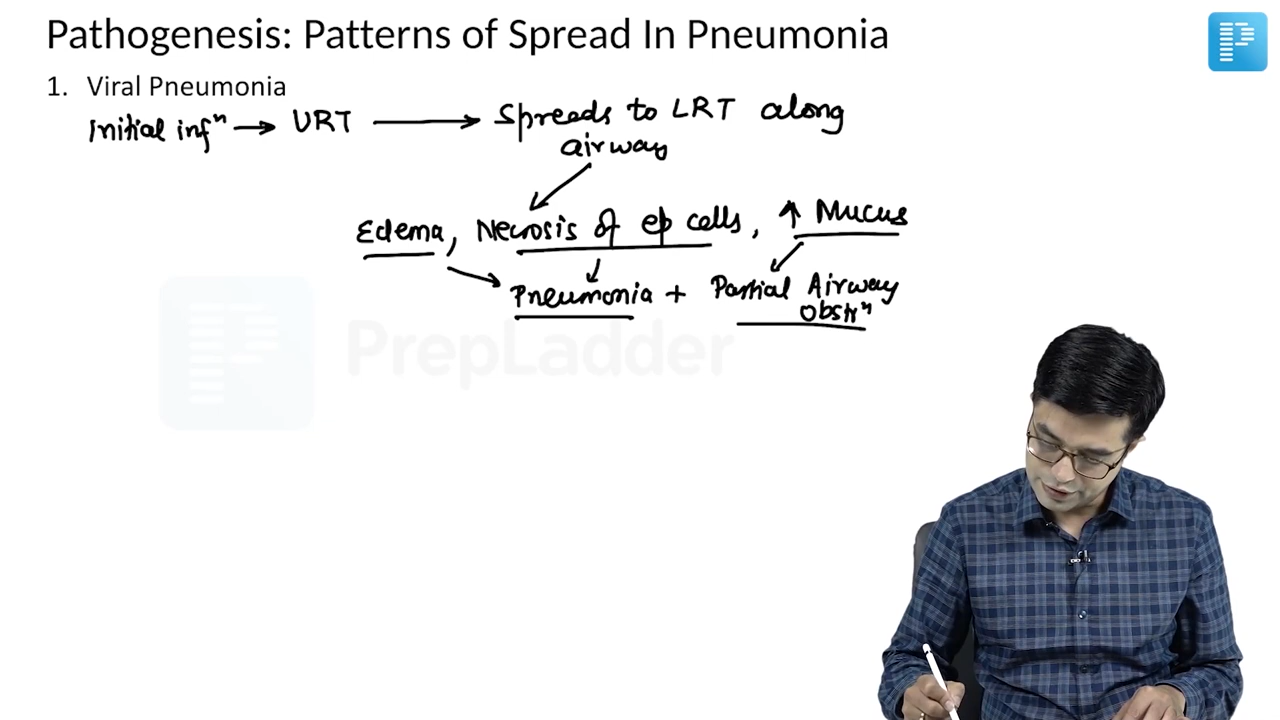 Pathogenesis: Patterns of Spread In Pneumonia
1. Viral Pneumonia
Initial infⁿ → URT → Spreads to LRT along
airway
Edema, Necrosis of ep cells, ↑ Mucus
Pneumonia + Partial Airway
Obstrⁿ
PrepLadder